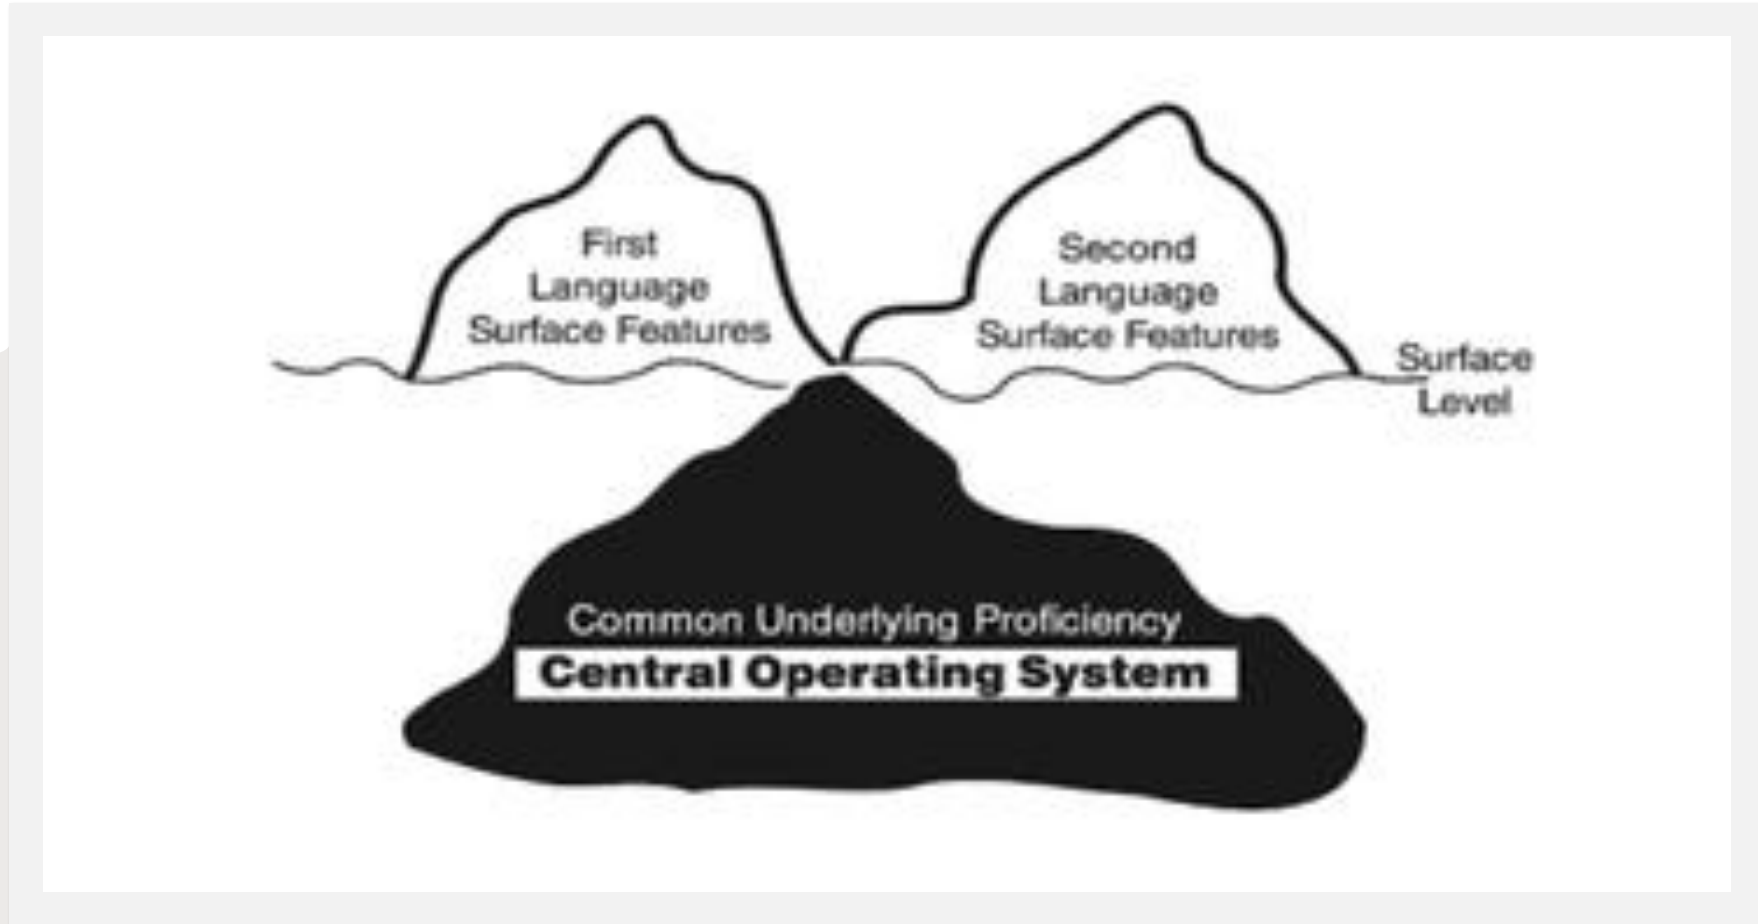 First
Language
Surface Features
Second
Language
Surface Features
Surface
Level
Common Underlying Proficiency
Central Operating System